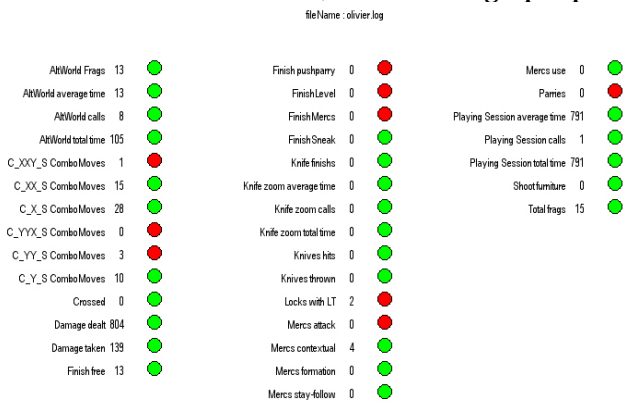 fileName : olivier.log
AltWorld Frags 13
AltWorld average time 13
AltWorld calls 8
AltWorld total time 105
C_XXY_S ComboMoves 1
C_XX_S ComboMoves 15
C_X_S ComboMoves 28
C_YYX_S ComboMoves 0
C_YY_S ComboMoves 3
C_Y_S ComboMoves 10
Crossed 0
Damage dealt 804
Damage taken 139
Finish free 13
Finish pushparry 0
FinishLevel 0
FinishMercs 0
FinishSneak 0
Knife finishs 0
Knife zoom average time 0
Knife zoom calls 0
Knife zoom total time 0
Knives hits 0
Knives thrown 0
Locks with LT 2
Mercs attack 0
Mercs contextual 4
Mercs formation 0
Mercs stay-follow 0
Mercs use 0
Parries 0
Playing Session average time 791
Playing Session calls 1
Playing Session total time 791
Shoot furniture 0
Total frags 15